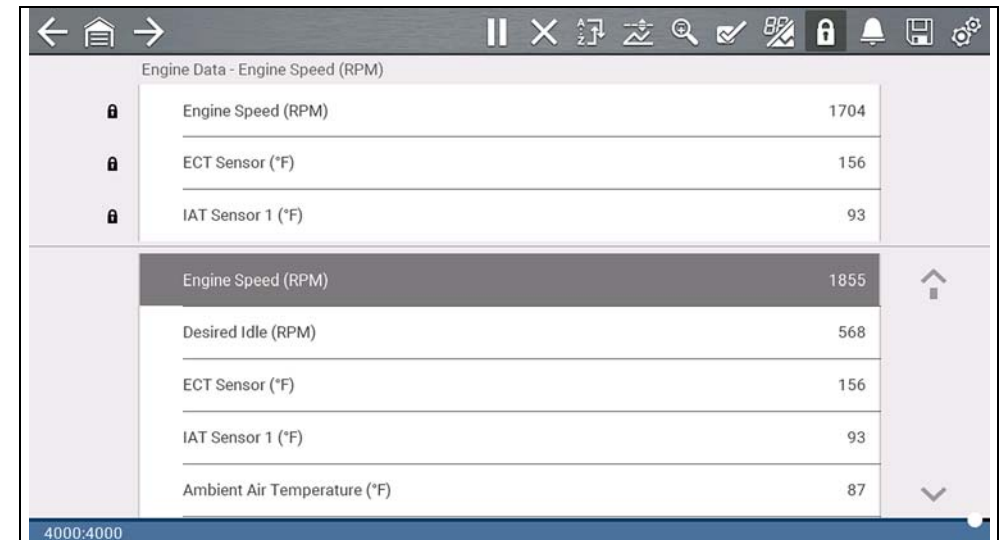 Engine Data - Engine Speed (RPM)
Engine Speed (RPM) 1704
ECT Sensor (°F) 156
IAT Sensor 1 (°F) 93
Engine Speed (RPM) 1855
Desired Idle (RPM) 568
ECT Sensor (°F) 156
IAT Sensor 1 (°F) 93
Ambient Air Temperature (°F) 87
4000:4000